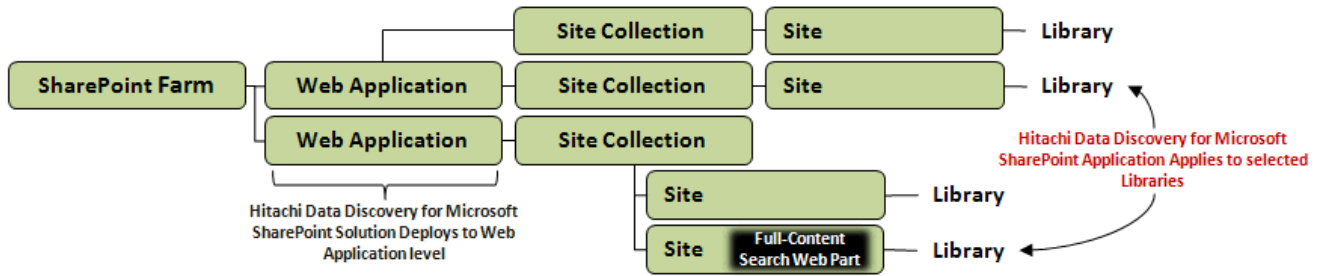 Site Collection
Site
Library
SharePoint Farm
Web Application
Site Collection
Site
Library
Web Application
Site Collection
Hitachi Data Discovery for Microsoft
SharePoint Application Applies to selected
Libraries
Site
Library
Hitachi Data Discovery for Microsoft
SharePoint Solution Deploys to Web
Application level
Site
Full-Content
Search Web Part
Library